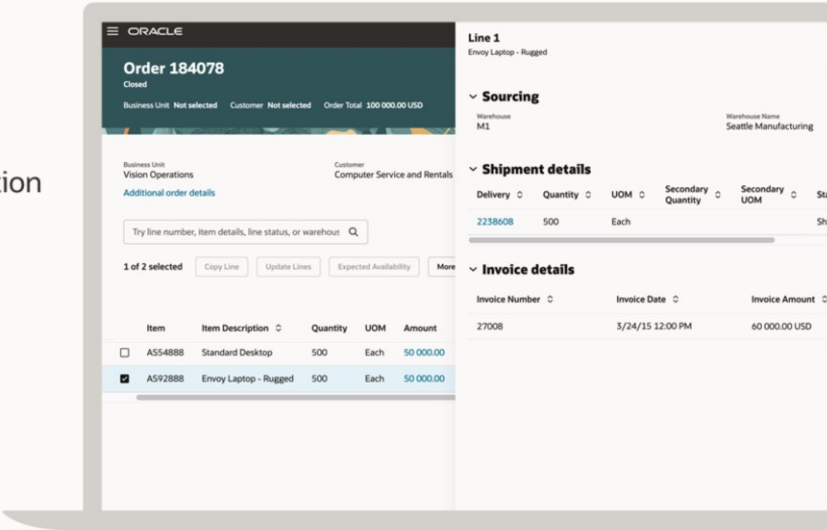 tion
ORACLE
Order 184078
Closed
Business Unit Not selected Customer Not selected Order Total 100 000.00 USD
Business Unit
Vision Operations
Customer
Computer Service and Rentals
Additional order details
Try line number, item details, line status, or warehous
1 of 2 selected Copy Line Update Lines Expected Availability More
Item Item Description Quantity UOM Amount
AS54888 Standard Desktop 500 Each 50 000.00
AS92888 Envoy Laptop - Rugged 500 Each 50 000.00
Line 1
Envoy Laptop - Rugged
Sourcing
Warehouse
M1
Warehouse Name
Seattle Manufacturing
Shipment details
Delivery Quantity UOM Secondary Quantity Secondary UOM Sta
2238608 500 Each Sh
Invoice details
Invoice Number Invoice Date Invoice Amount
27008 3/24/15 12:00 PM 60 000.00 USD